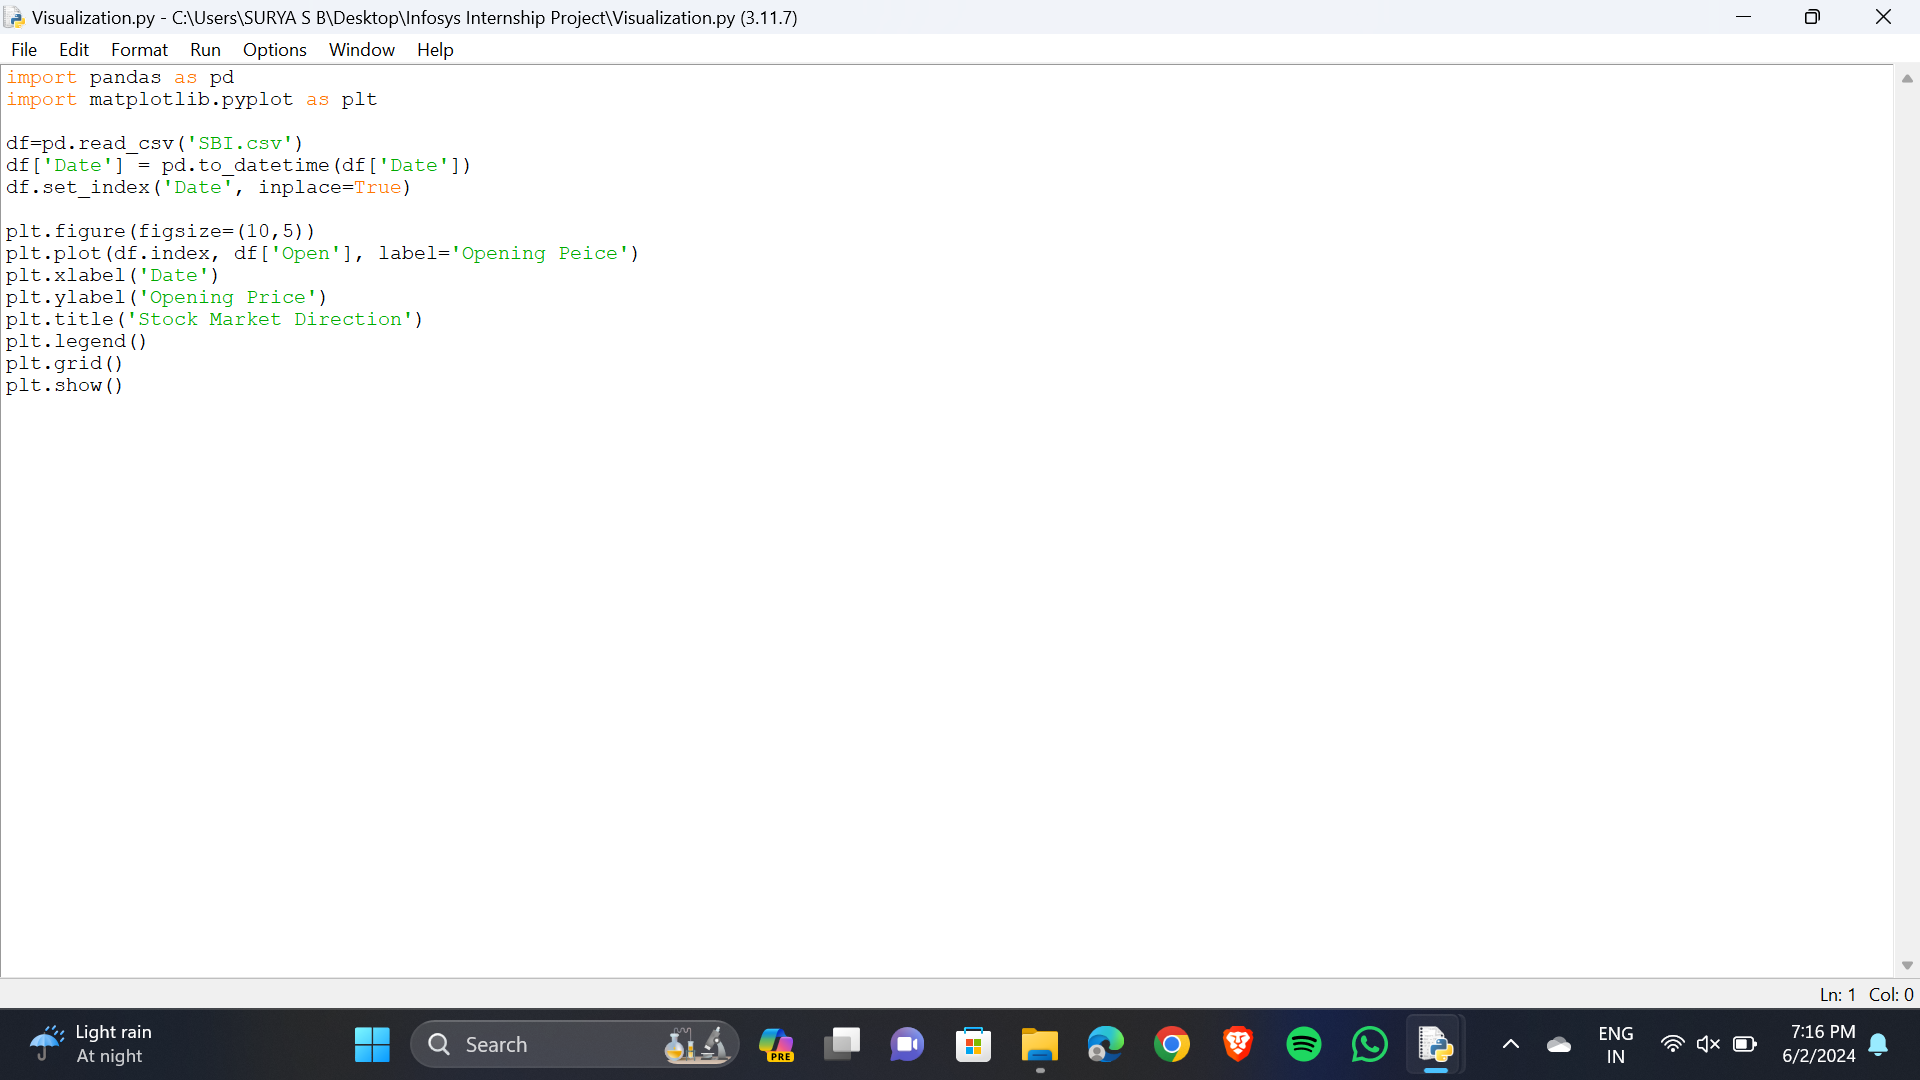 Visualization.py - C:\Users\SURYA S B\Desktop\Infosys Internship Project\Visualization.py (3.11.7)
File Edit Format Run Options Window Help
import pandas as pd
import matplotlib.pyplot as plt
df=pd.read_csv('SBI.csv')
df['Date'] = pd.to_datetime(df['Date'])
df.set_index('Date', inplace=True)
plt.figure(figsize=(10,5))
plt.plot(df.index, df['Open'], label='Opening Peice')
plt.xlabel('Date')
plt.ylabel('Opening Price')
plt.title('Stock Market Direction')
plt.legend()
plt.grid()
plt.show()
Ln: 1 Col: 0
Light rain
At night
Search
PRE
ENG
IN
7:16 PM
6/2/2024